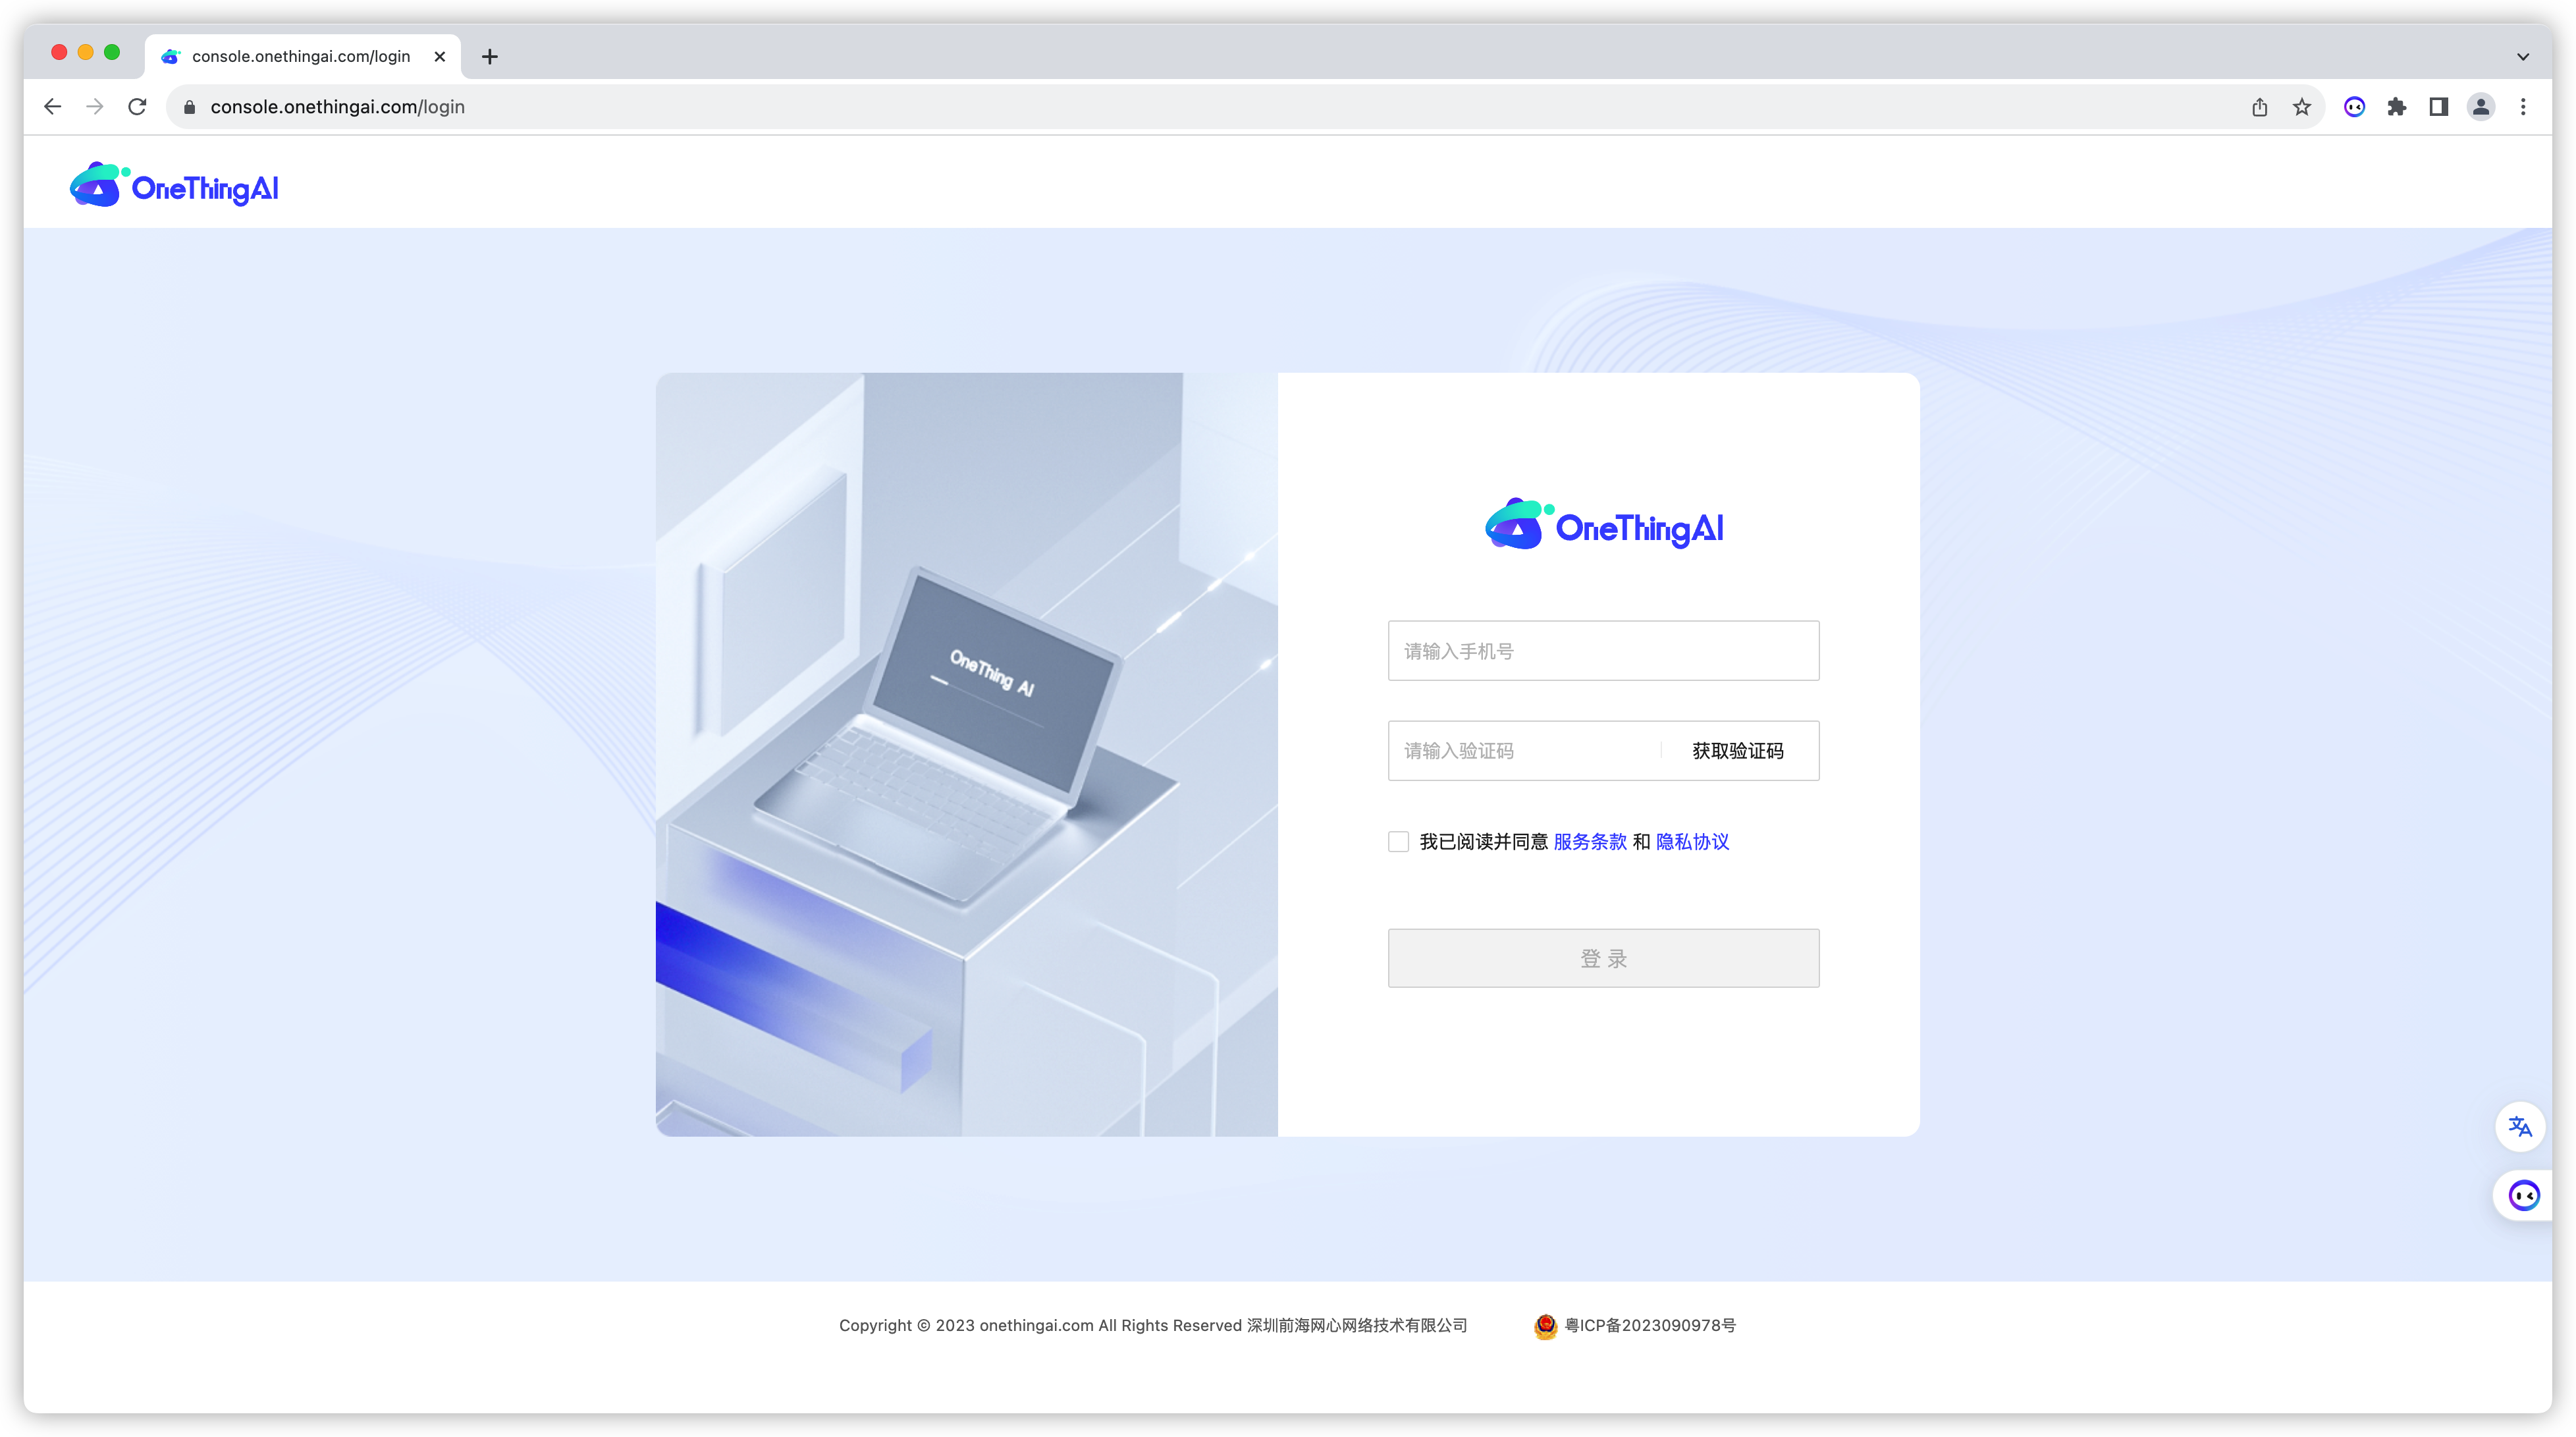 console.onethingai.com/login
console.onethingai.com/login
OneThingAI
OneThing AI
OneThingAI
请输入手机号
请输入验证码 获取验证码
我已阅读并同意 服务条款 和 隐私协议
登 录
Copyright © 2023 onethingai.com All Rights Reserved 深圳前海网心网络技术有限公司 粤ICP备2023090978号